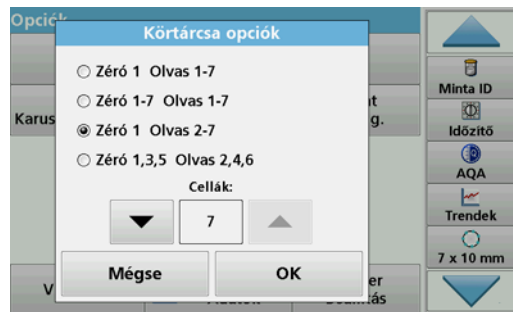 Opciók
Körtárcsa opciók
Zéró 1 Olvas 1-7
Zéró 1-7 Olvas 1-7
Zéró 1 Olvas 2-7
Zéró 1,3,5 Olvas 2,4,6
Cellák:
7
Mégse
OK
Karus
g.
V
Minta ID
Időzítő
AQA
Trendek
7 x 10 mm